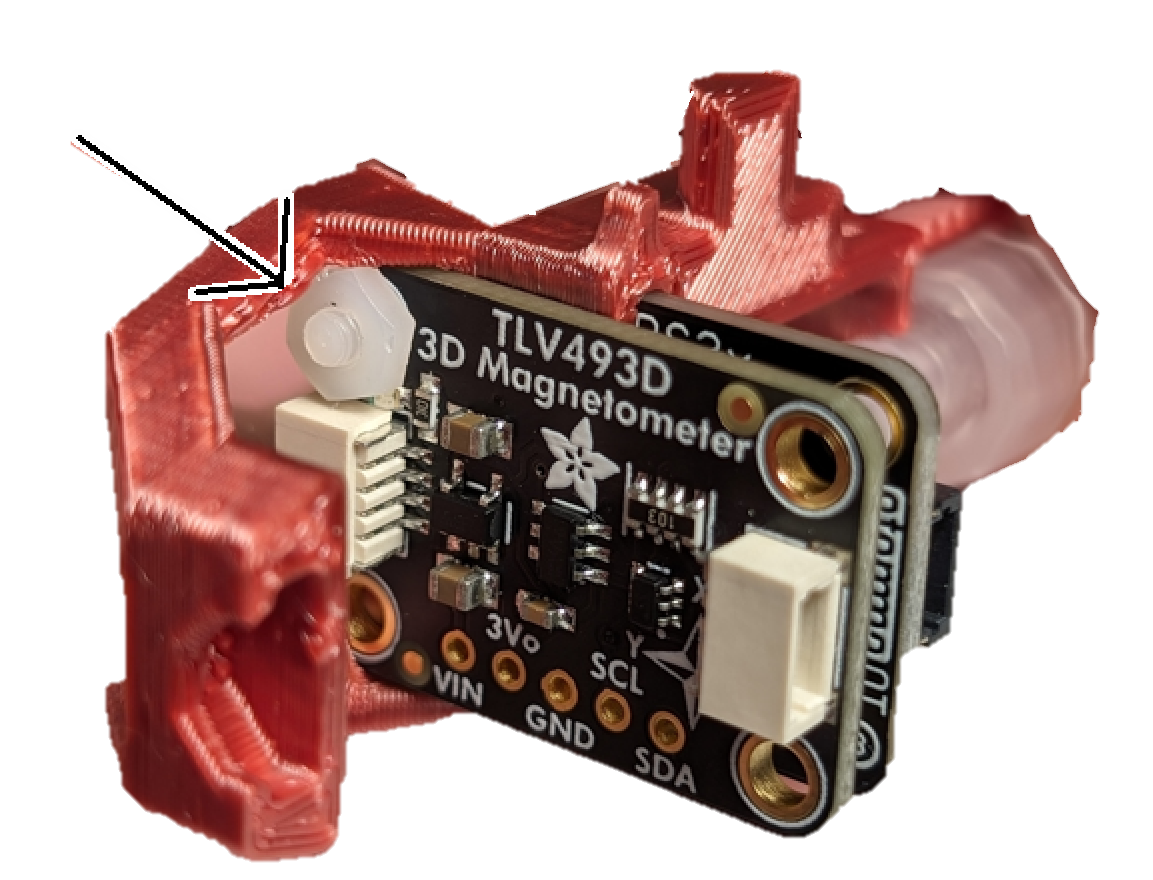 TLV493D
3D Magnetometer
103
3Vo
SCL
VIN
GND
SDA
X
Y